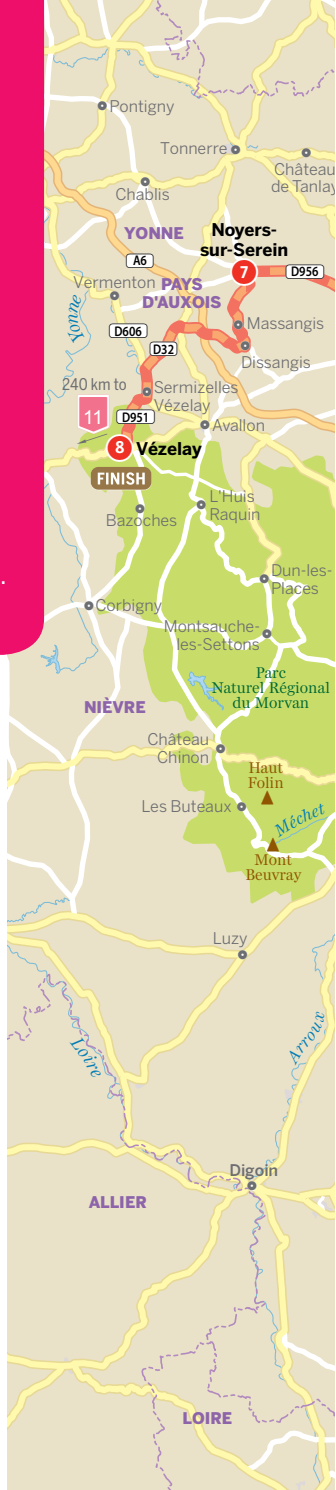 Pontigny
Tonnerre
Château
de Tanlay
Chablis
YONNE
Noyers-
sur-Serein
7
A6
D956
Vermenton
PAYS
D'AUXOIS
Yonne
Massangis
D606
D32
Dissangis
240 km to
11
Sermizelles
Vézelay
D951
Avallon
8
Vézelay
FINISH
L'Huis
Raquin
Bazoches
.
Dun-les-
Places
Corbigny
Montsauche-
les-Settons
Parc
Naturel Régional
du Morvan
NIÈVRE
Château
Chinon
Haut
Folin
Les Buteaux
Méchet
Mont
Beuvray
Luzy
Arroux
Loire
Digoin
ALLIER
LOIRE